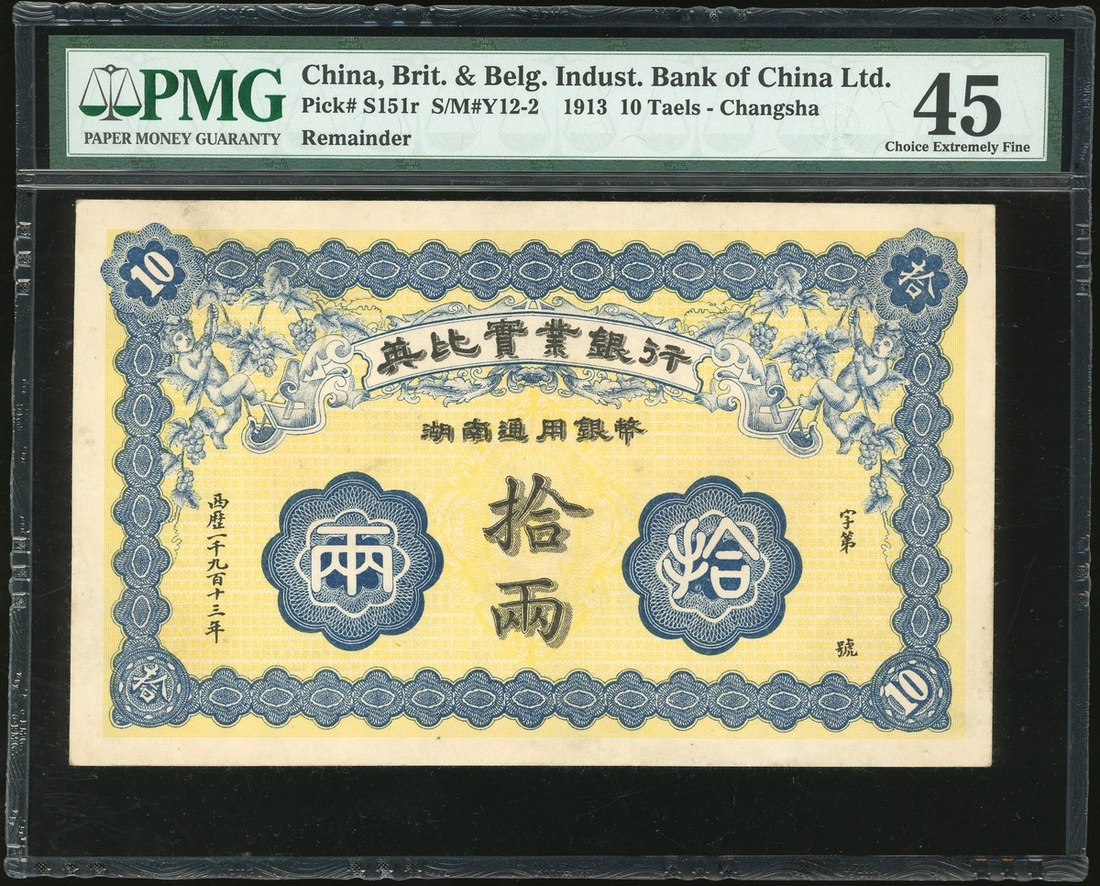 PMG
PAPER MONEY GUARANTY
China, Brit. & Belg. Indust. Bank of China Ltd.
Pick# S151r S/M#Y12-2 1913 10 Taels - Changsha
Remainder
45
Choice Extremely Fine
10
拾
英比實業銀行
湖南通用銀幣
拾兩
兩
拾
字第
號
西歷一千九百十三年
拾
10